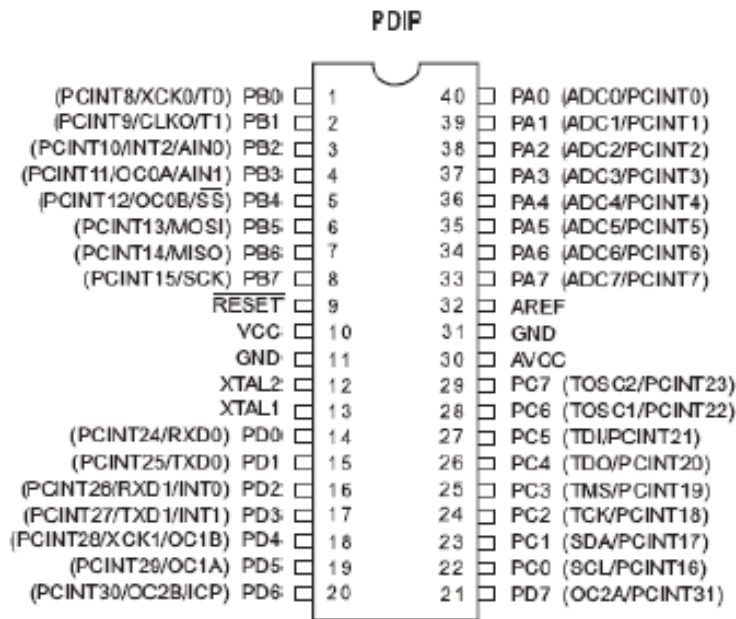 PDIP
(PCINT8/XCK0/T0) PB0 1 40 PA0 (ADC0/PCINT0)
(PCINT9/CLKO/T1) PB1 2 39 PA1 (ADC1/PCINT1)
(PCINT10/INT2/AIN0) PB2 3 38 PA2 (ADC2/PCINT2)
(PCINT11/OC0A/AIN1) PB3 4 37 PA3 (ADC3/PCINT3)
(PCINT12/OC0B/S̅S̅) PB4 5 36 PA4 (ADC4/PCINT4)
(PCINT13/MOSI) PB5 6 35 PA5 (ADC5/PCINT5)
(PCINT14/MISO) PB6 7 34 PA6 (ADC6/PCINT6)
(PCINT15/SCK) PB7 8 33 PA7 (ADC7/PCINT7)
R̅E̅S̅E̅T̅ 9 32 AREF
VCC 10 31 GND
GND 11 30 AVCC
XTAL2 12 29 PC7 (TOSC2/PCINT23)
XTAL1 13 28 PC6 (TOSC1/PCINT22)
(PCINT24/RXD0) PD0 14 27 PC5 (TDI/PCINT21)
(PCINT25/TXD0) PD1 15 26 PC4 (TDO/PCINT20)
(PCINT26/RXD1/INT0) PD2 16 25 PC3 (TMS/PCINT19)
(PCINT27/TXD1/INT1) PD3 17 24 PC2 (TCK/PCINT18)
(PCINT28/XCK1/OC1B) PD4 18 23 PC1 (SDA/PCINT17)
(PCINT29/OC1A) PD5 19 22 PC0 (SCL/PCINT16)
(PCINT30/OC2B/ICP) PD6 20 21 PD7 (OC2A/PCINT31)